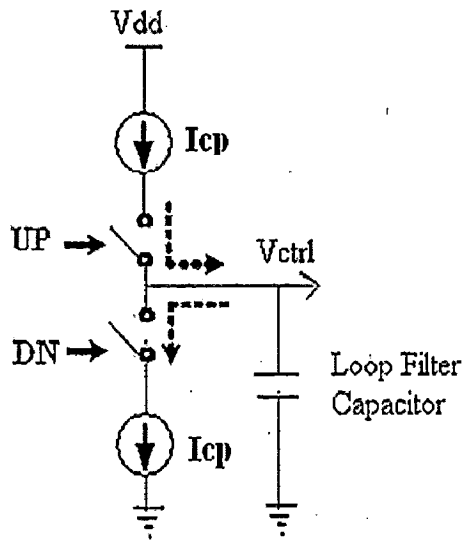 Vdd
Icp
UP
Vctrl
DN
Loop Filter
Capacitor
Icp